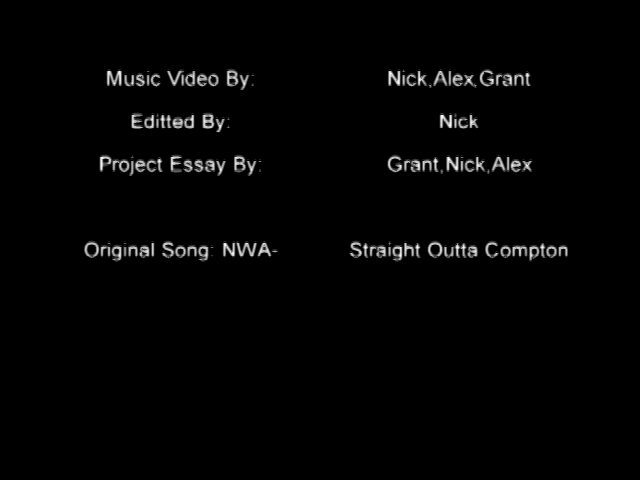 Music Video By: Nick,Alex,Grant
Editted By: Nick
Project Essay By: Grant,Nick,Alex
Original Song: NWA- Straight Outta Compton